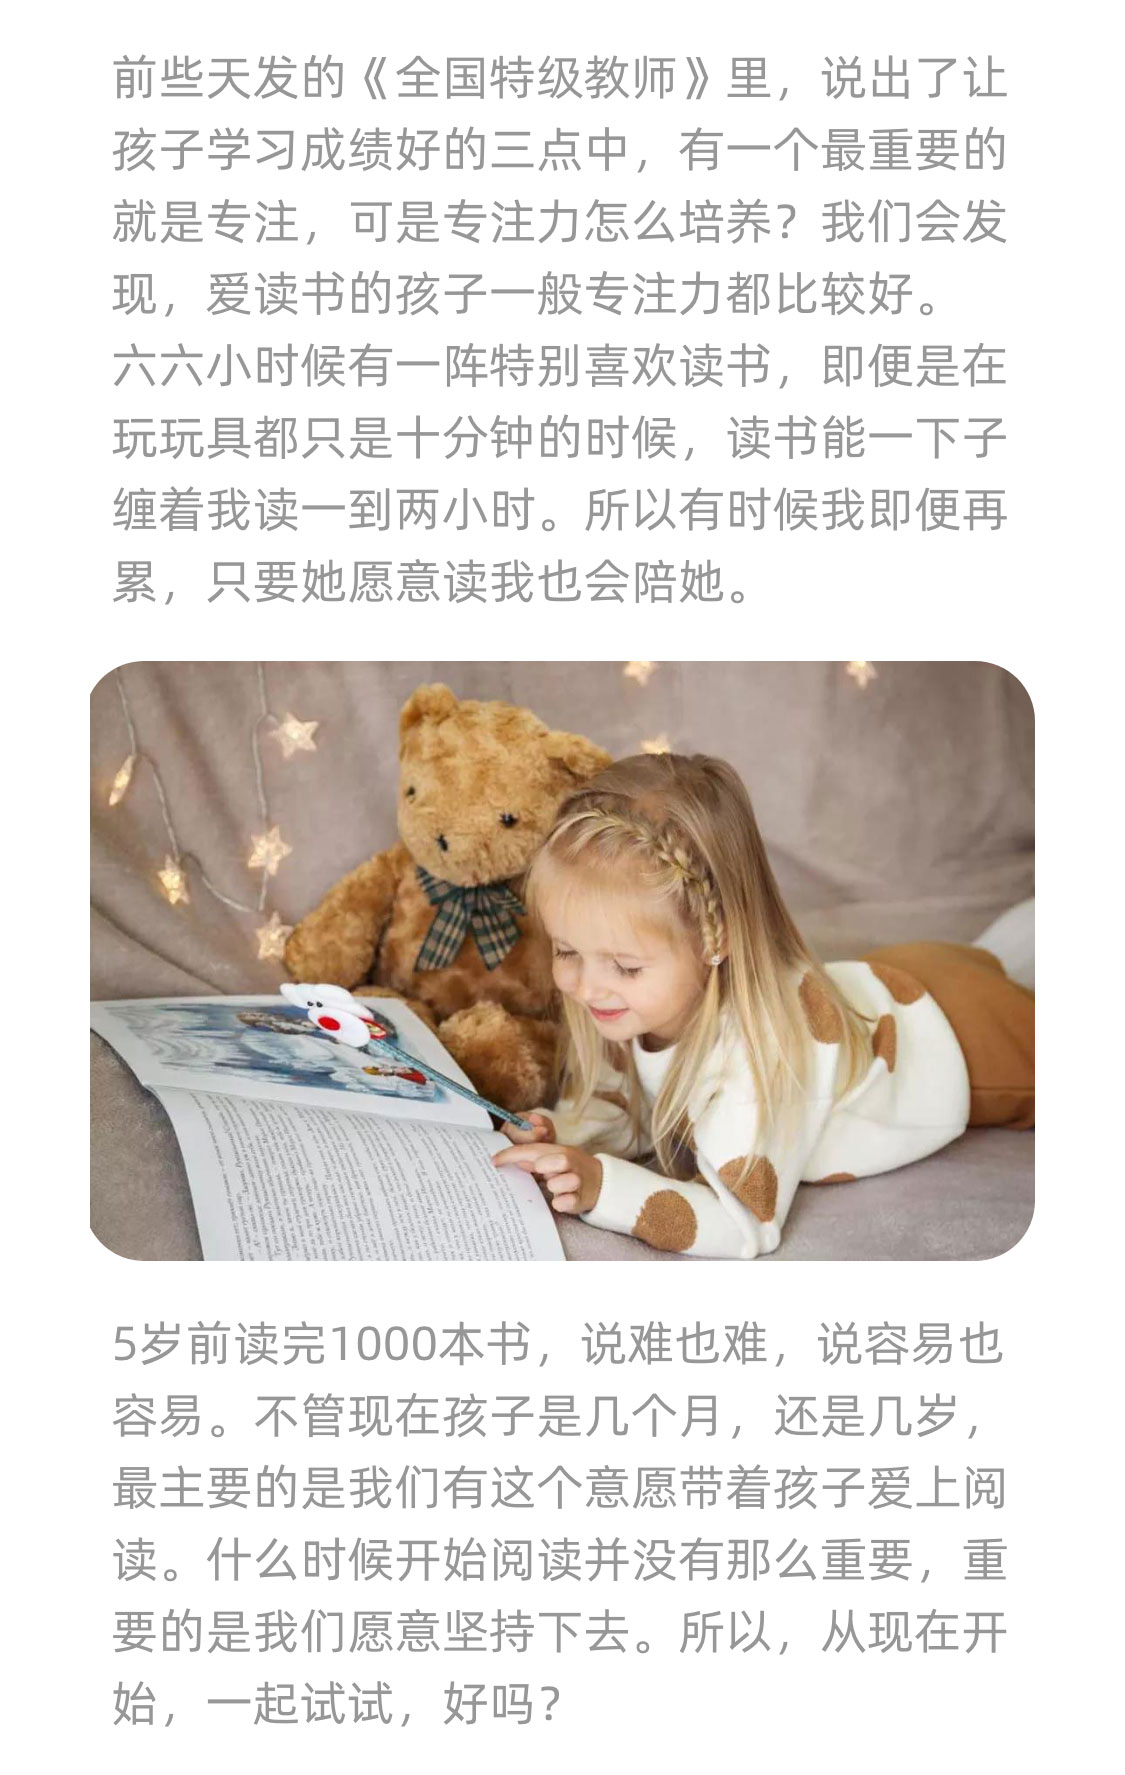 前些天发的《全国特级教师》里，说出了让
孩子学习成绩好的三点中，有一个最重要的
就是专注，可是专注力怎么培养？我们会发
现，爱读书的孩子一般专注力都比较好。
六六小时候有一阵特别喜欢读书，即便是在
玩玩具都只是十分钟的时候，读书能一下子
缠着我读一到两小时。所以有时候我即便再
累，只要她愿意读我也会陪她。
5岁前读完1000本书，说难也难，说容易也
容易。不管现在孩子是几个月，还是几岁，
最主要的是我们有这个意愿带着孩子爱上阅
读。什么时候开始阅读并没有那么重要，重
要的是我们愿意坚持下去。所以，从现在开
始，一起试试，好吗？